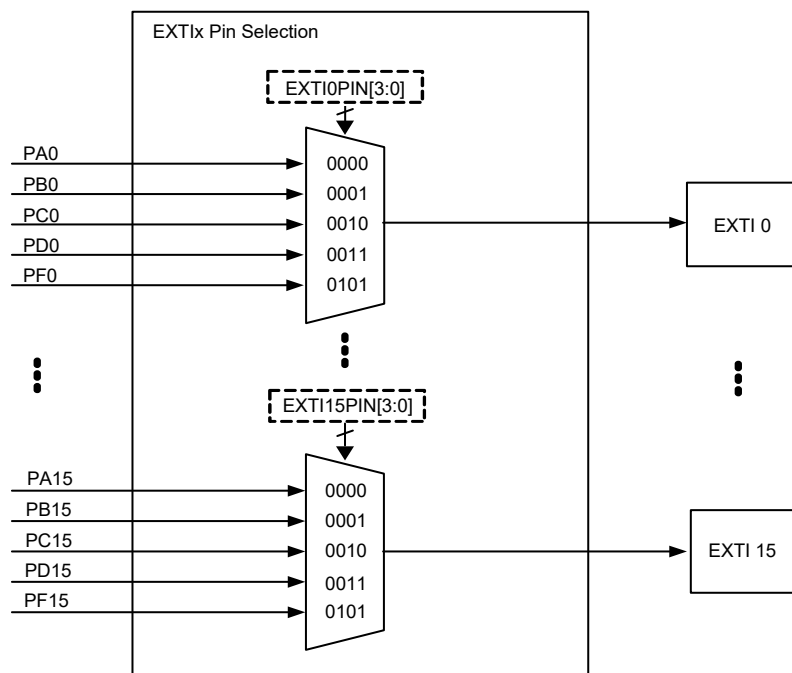 EXTIx Pin Selection
EXTI0PIN[3:0]
PA0
0000
PB0
0001
PC0
0010
EXTI 0
PD0
0011
PF0
0101
EXTI15PIN[3:0]
PA15
0000
PB15
0001
PC15
0010
EXTI 15
PD15
0011
PF15
0101